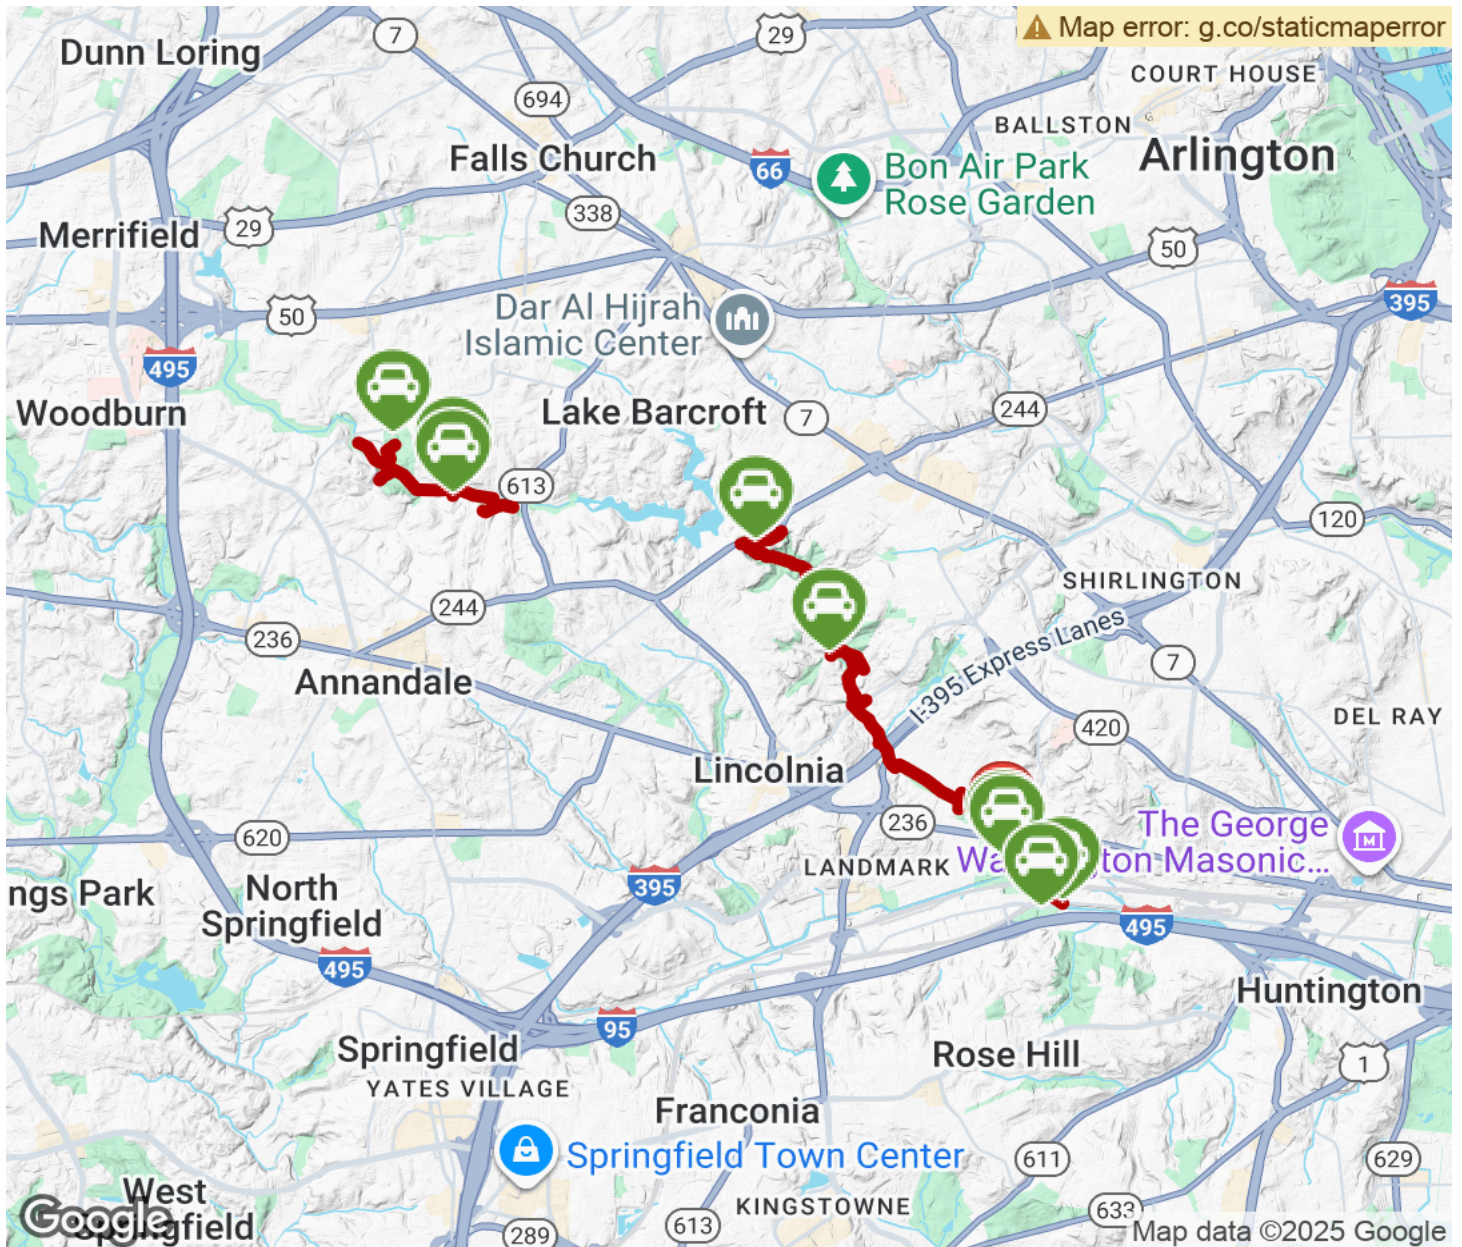 Map error: g.co/staticmaperror
7
29
Dunn Loring
COURT HOUSE
694
BALLSTON
Falls Church
66
Bon Air Park
Rose Garden
Arlington
338
29
Merrifield
50
50
Dar Al Hijrah
Islamic Center
395
495
Woodburn
Lake Barcroft
7
244
613
120
SHIRLINGTON
244
236
I-395 Express Lanes
7
Annandale
DEL RAY
420
Lincolnia
236
620
LANDMARK
The George
Wa ton Masonic...
395
ngs Park
North
Springfield
495
495
Huntington
95
Springfield
Rose Hill
1
YATES VILLAGE
Franconia
Springfield Town Center
611
629
West
Springfield
KINGSTOWNE
633
613
289
Google
Map data ©2025 Google